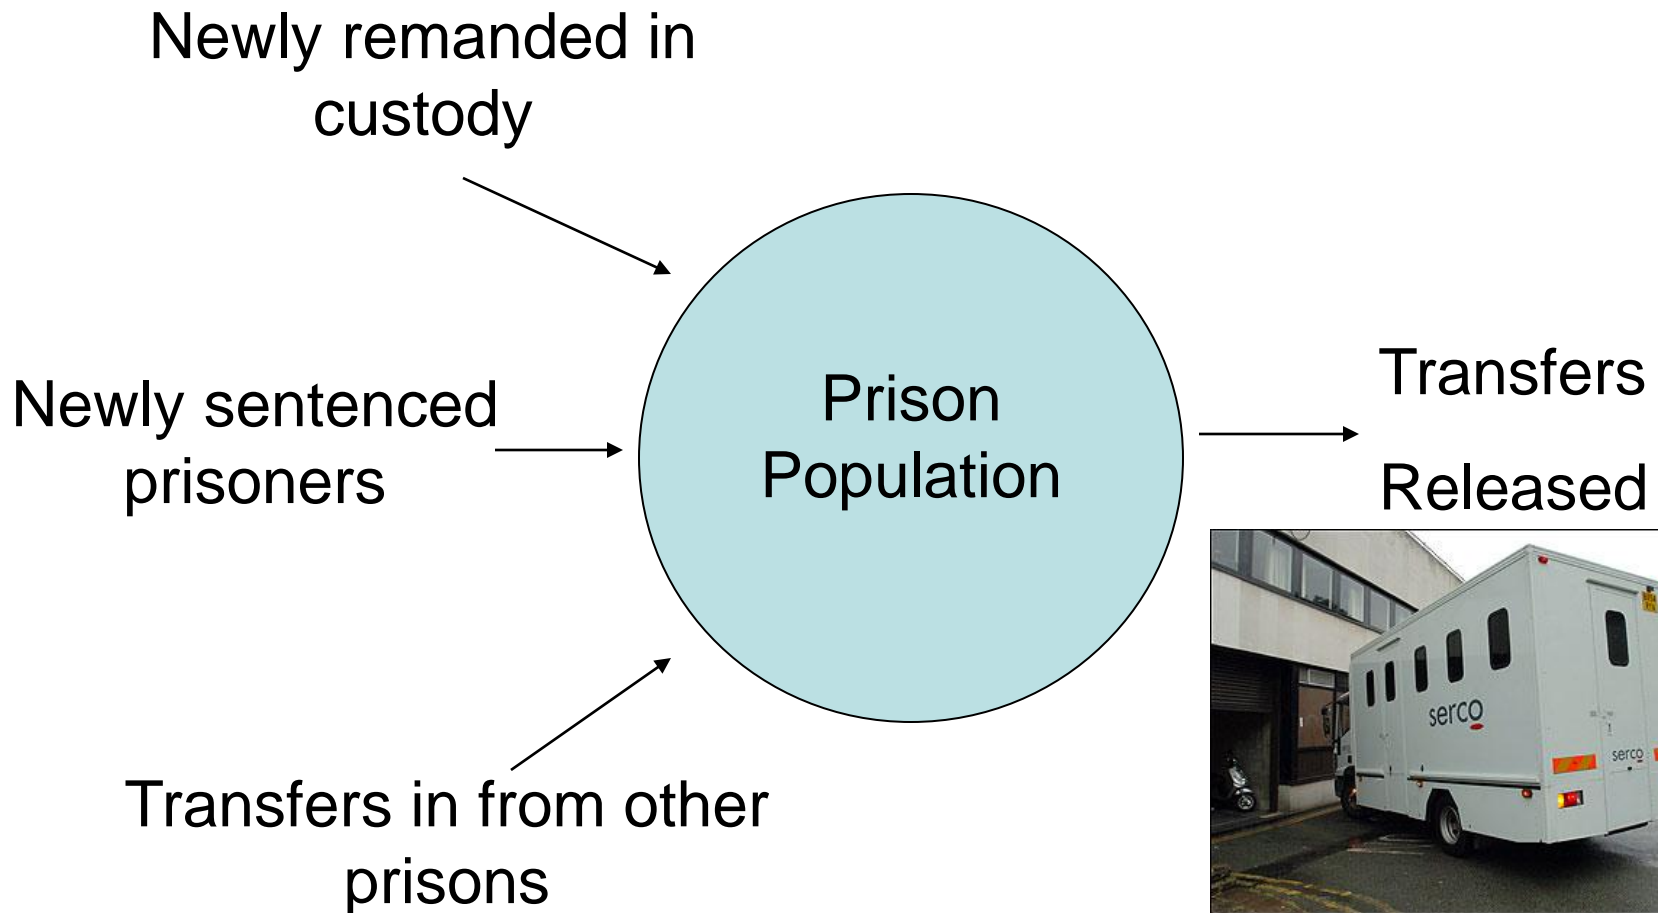 Newly remanded in
custody
Newly sentenced
prisoners
Prison
Population
Transfers
Released
Transfers in from other
prisons
serco
serco